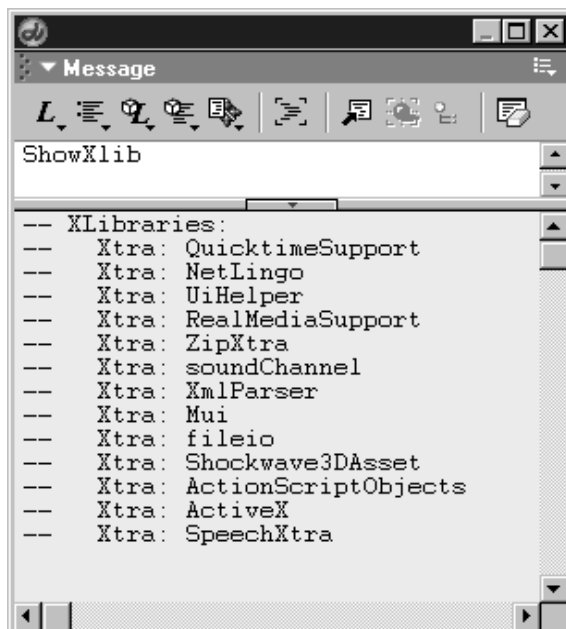 Message
ShowXlib
-- XLibraries:
--   Xtra: QuicktimeSupport
--   Xtra: NetLingo
--   Xtra: UiHelper
--   Xtra: RealMediaSupport
--   Xtra: ZipXtra
--   Xtra: soundChannel
--   Xtra: XmlParser
--   Xtra: Mui
--   Xtra: fileio
--   Xtra: Shockwave3DAsset
--   Xtra: ActionScriptObjects
--   Xtra: ActiveX
--   Xtra: SpeechXtra